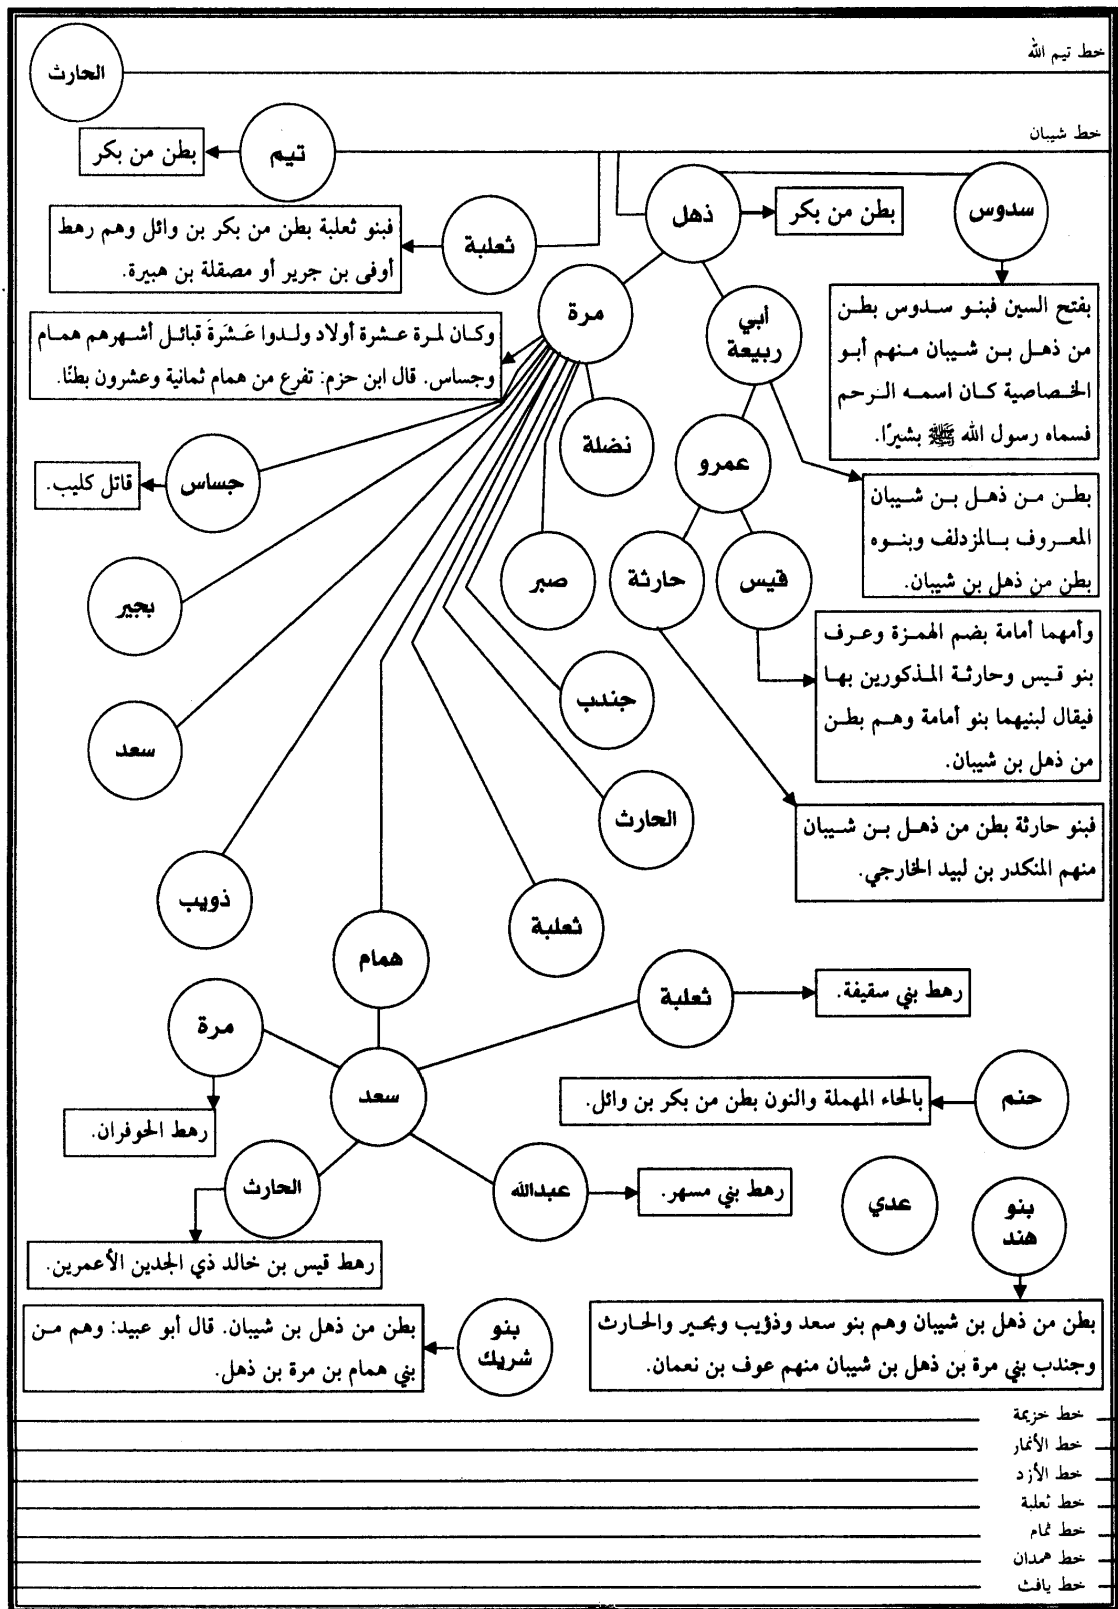 خط تيم الله
الحارث
خط شيبان
تيم
بطن من بكر
سدوس
ذهل
بطن من بكر
ثعلبة
فبنو ثعلبة بطن من بكر بن وائل وهم رهط
أوفى بن جرير أو مصقلة بن هبيرة.
بفتح السين فبنو سدوس بطن
من ذهل بن شيبان منهم أبو
الخصاصية كان اسمه الزحم
فسماه رسول الله ﷺ بشيرًا.
أبي
ربيعة
مرة
وكان لمرة عشرة أولاد ولدوا عَشَرَةَ قبائل أشهرهم همام
وجساس. قال ابن حزم: تفرع من همام ثمانية وعشرون بطنًا.
نضلة
عمرو
جساس
قاتل كليب.
بطن من ذهل بن شيبان
المعروف بالمزدلف وبنوه
بطن من ذهل بن شيبان.
قيس
حارثة
صبر
بجير
وأمهما أمامة بضم الهمزة وعرف
بنو قيس وحارثة المذكورين بها
فيقال لبنيهما بنو أمامة وهم بطن
من ذهل بن شيبان.
جندب
سعد
الحارث
فبنو حارثة بطن من ذهل بن شيبان
منهم المنكدر بن لبيد الخارجي.
ذويب
ثعلبة
همام
ثعلبة
رهط بني سقيفة.
مرة
رهط الحوفران.
سعد
حنم
بالحاء المهملة والنون بطن من بكر بن وائل.
الحارث
رهط قيس بن خالد ذي الجدين الأعمرين.
عبدالله
رهط بني مسهر.
عدي
بنو
هند
بطن من ذهل بن شيبان وهم بنو سعد وذؤيب وبجير والحارث
وجندب بني مرة بن ذهل بن شيبان منهم عوف بن نعمان.
بنو
شريك
بطن من ذهل بن شيبان. قال أبو عبيد: وهم من
بني همام بن مرة بن ذهل.
خط خزيمة
خط الأنمار
خط الأزد
خط ثعلبة
خط ثمام
خط همدان
خط يافث